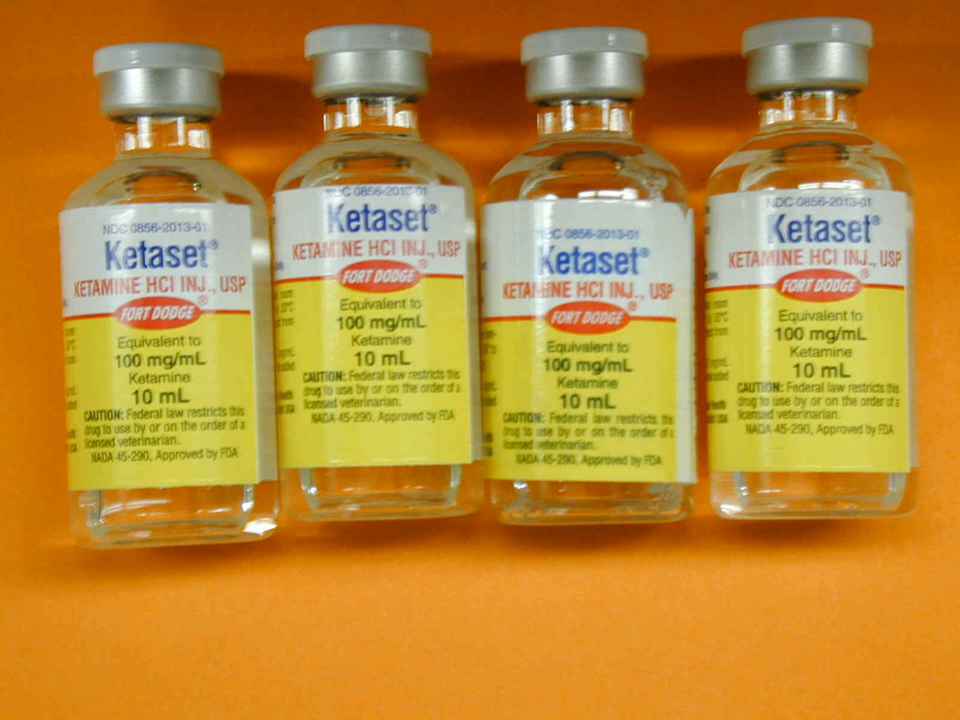 NDC 0856-2013-01
Ketaset®
KETAMINE HCl INJ., USP
FORT DODGE®
Equivalent to
100 mg/mL
Ketamine
10 mL
CAUTION: Federal law restricts this
drug to use by or on the order of a
licensed veterinarian.
NADA 45-290, Approved by FDA
NDC 0856-2013-01
Ketaset®
KETAMINE HCl INJ., USP
FORT DODGE®
Equivalent to
100 mg/mL
Ketamine
10 mL
CAUTION: Federal law restricts this
drug to use by or on the order of a
licensed veterinarian.
NADA 45-290, Approved by FDA
NDC 0856-2013-01
Ketaset®
KETAMINE HCl INJ., USP
FORT DODGE®
Equivalent to
100 mg/mL
Ketamine
10 mL
CAUTION: Federal law restricts this
drug to use by or on the order of a
licensed veterinarian.
NADA 45-290, Approved by FDA
NDC 0856-2013-01
Ketaset®
KETAMINE HCl INJ., USP
FORT DODGE®
Equivalent to
100 mg/mL
Ketamine
10 mL
CAUTION: Federal law restricts this
drug to use by or on the order of a
licensed veterinarian.
NADA 45-290, Approved by FDA